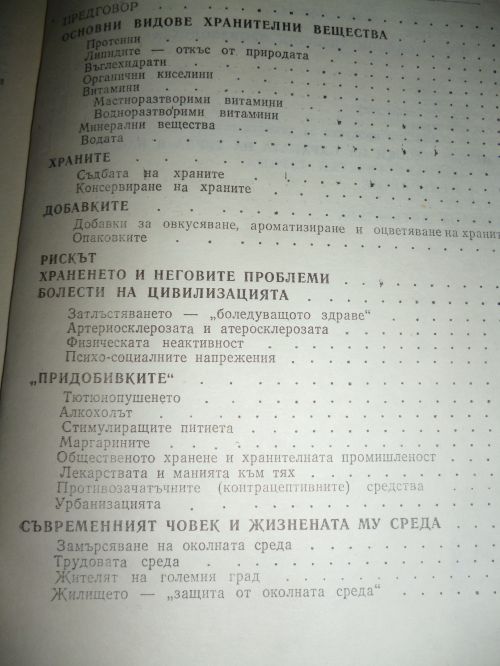 ПРЕДГОВОР
ОСНОВНИ ВИДОВЕ ХРАНИТЕЛНИ ВЕЩЕСТВА
Протеини
Липидите — откъс от природата
Въглехидрати
Органични киселини
Витамини
Мастноразтворими витамини
Водноразтворими витамини
Минерални вещества
Водата
ХРАНИТЕ
Съдбата на храните
Консервиране на храните
ДОБАВКИТЕ
Добавки за овкусяване, ароматизиране и оцветяване на хранит
Опаковките
РИСКЪТ
ХРАНЕНЕТО И НЕГОВИТЕ ПРОБЛЕМИ
БОЛЕСТИ НА ЦИВИЛИЗАЦИЯТА
Затлъстяването — „боледуващото здраве“
Артериосклерозата и атеросклерозата
Физическата неактивност
Психо-социалните напрежения
„ПРИДОБИВКИТЕ“
Тютюнопушенето
Алкохолът
Стимулиращите питиета
Маргарините
Общественото хранене и хранителната промишленост
Лекарствата и манията към тях
Противозачатъчните (контрацептивните) средства
Урбанизацията
СЪВРЕМЕННИЯТ ЧОВЕК И ЖИЗНЕНАТА МУ СРЕДА
Замърсяване на околната среда
Трудовата среда
Жителят на големия град
Жилището — „защита от околната среда“